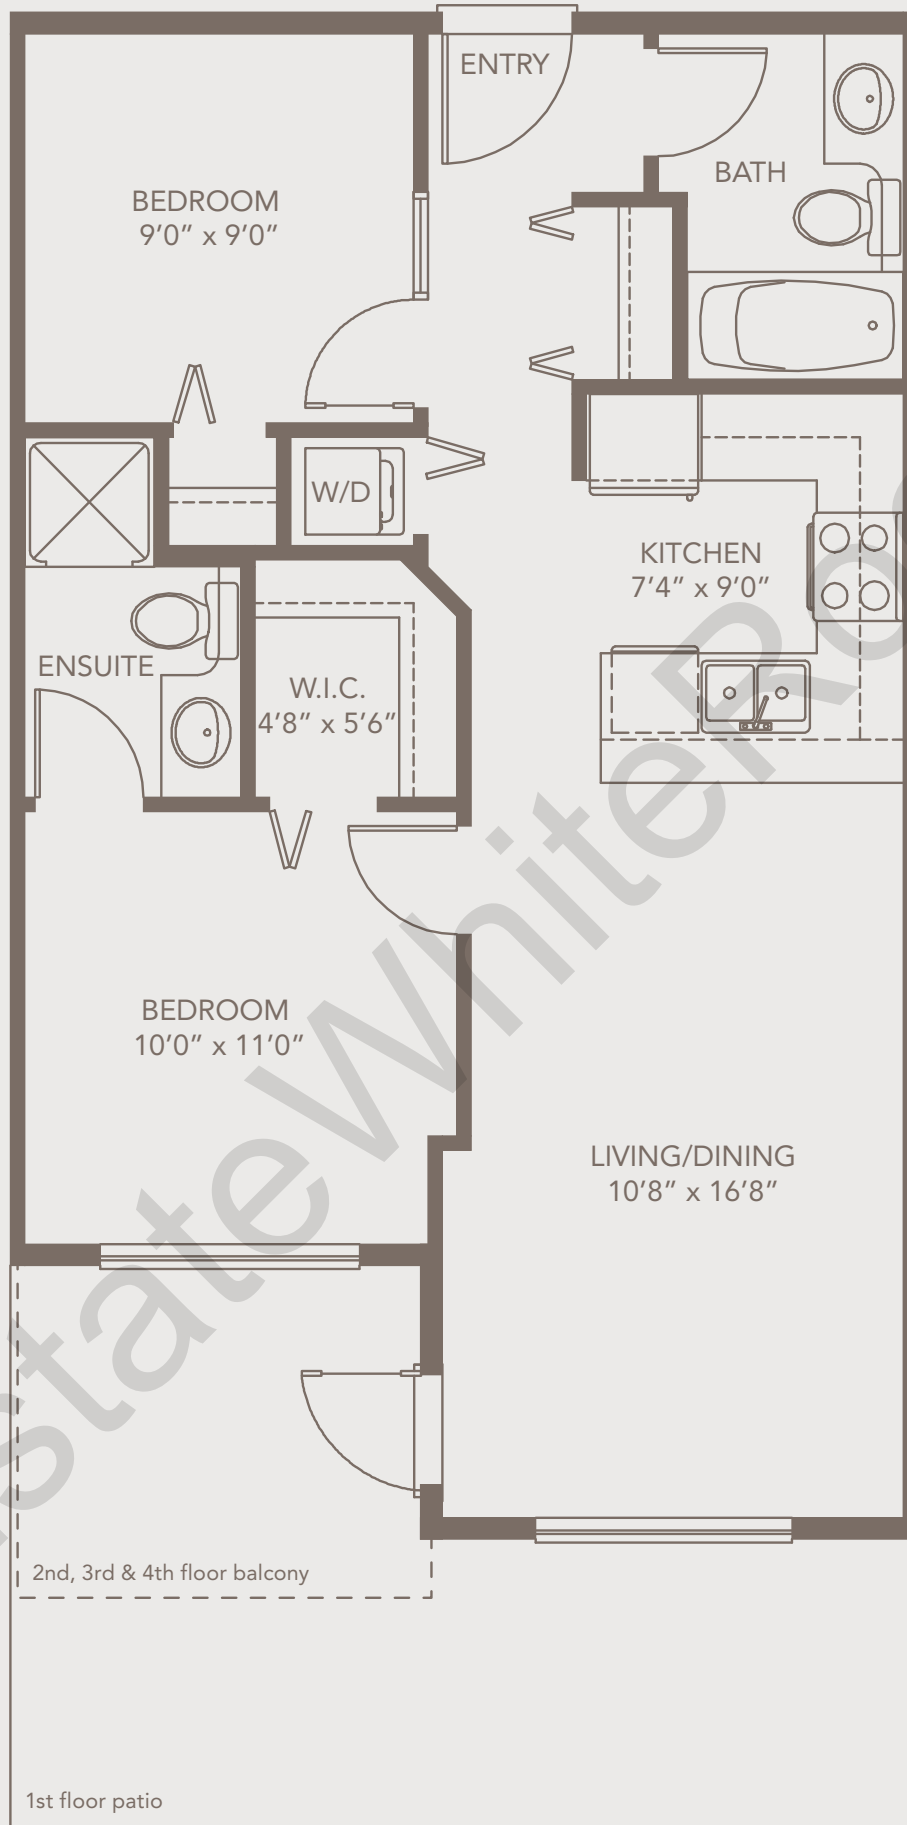 ENTRY
BATH
BEDROOM
9’0” x 9’0”
W/D
KITCHEN
7’4” x 9’0”
ENSUITE
W.I.C.
4’8” x 5’6”
BEDROOM
10’0” x 11’0”
LIVING/DINING
10’8” x 16’8”
2nd, 3rd & 4th floor balcony
1st floor patio
stateWhiteRo